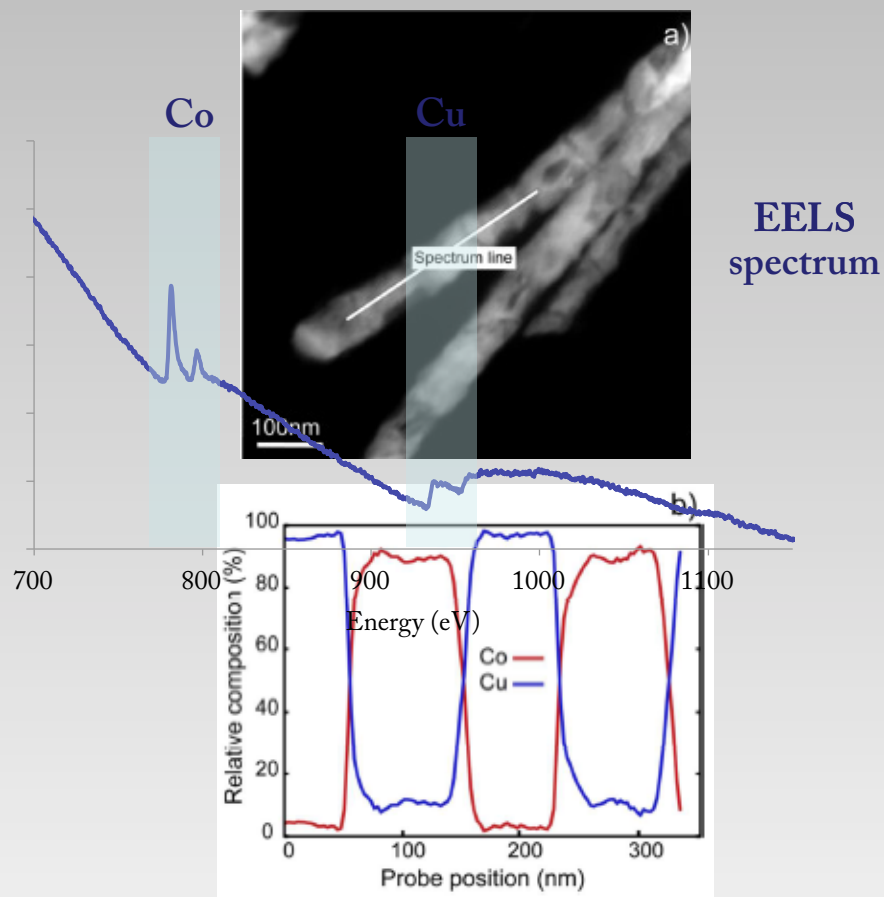 a)
Co
Cu
EELS
spectrum
Spectrum line
100nm
b)
700
800
900
1000
1100
Energy (eV)
100
80
60
40
20
0
Relative composition (%)
Co
Cu
0
100
200
300
Probe position (nm)